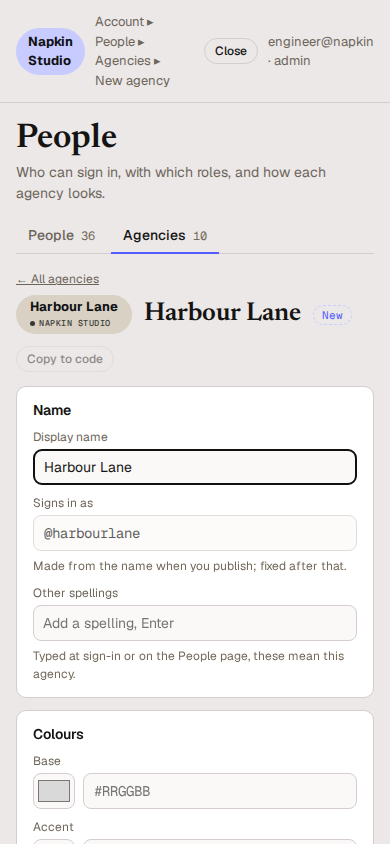 Napkin Studio
Account ▸
People ▸
Agencies ▸
New agency
Close
engineer@napkin
· admin
People
Who can sign in, with which roles, and how each
agency looks.
People 36
Agencies 10
← All agencies
Harbour Lane
● NAPKIN STUDIO
Harbour Lane
New
Copy to code
Name
Display name
Harbour Lane
Signs in as
@harbourlane
Made from the name when you publish; fixed after that.
Other spellings
Add a spelling, Enter
Typed at sign-in or on the People page, these mean this
agency.
Colours
Base
#RRGGBB
Accent